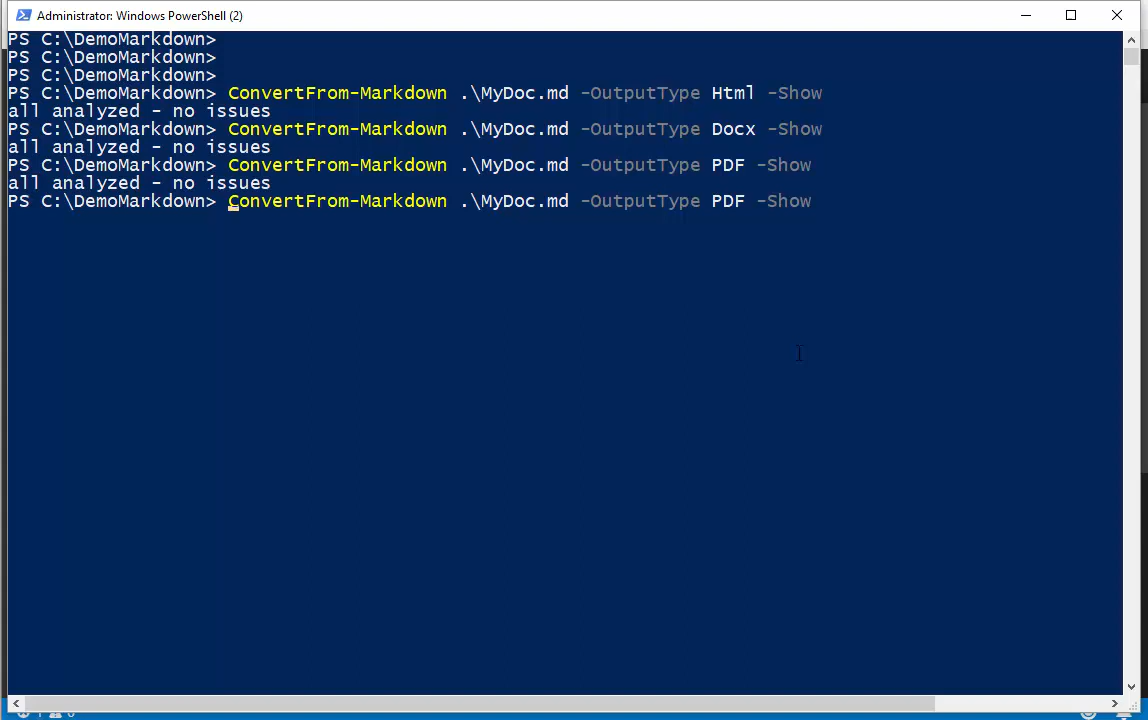 Administrator: Windows PowerShell (2)
PS C:\DemoMarkdown>
PS C:\DemoMarkdown>
PS C:\DemoMarkdown>
PS C:\DemoMarkdown> ConvertFrom-Markdown .\MyDoc.md -OutputType Html -Show
all analyzed - no issues
PS C:\DemoMarkdown> ConvertFrom-Markdown .\MyDoc.md -OutputType Docx -Show
all analyzed - no issues
PS C:\DemoMarkdown> ConvertFrom-Markdown .\MyDoc.md -OutputType PDF -Show
all analyzed - no issues
PS C:\DemoMarkdown> ConvertFrom-Markdown .\MyDoc.md -OutputType PDF -Show